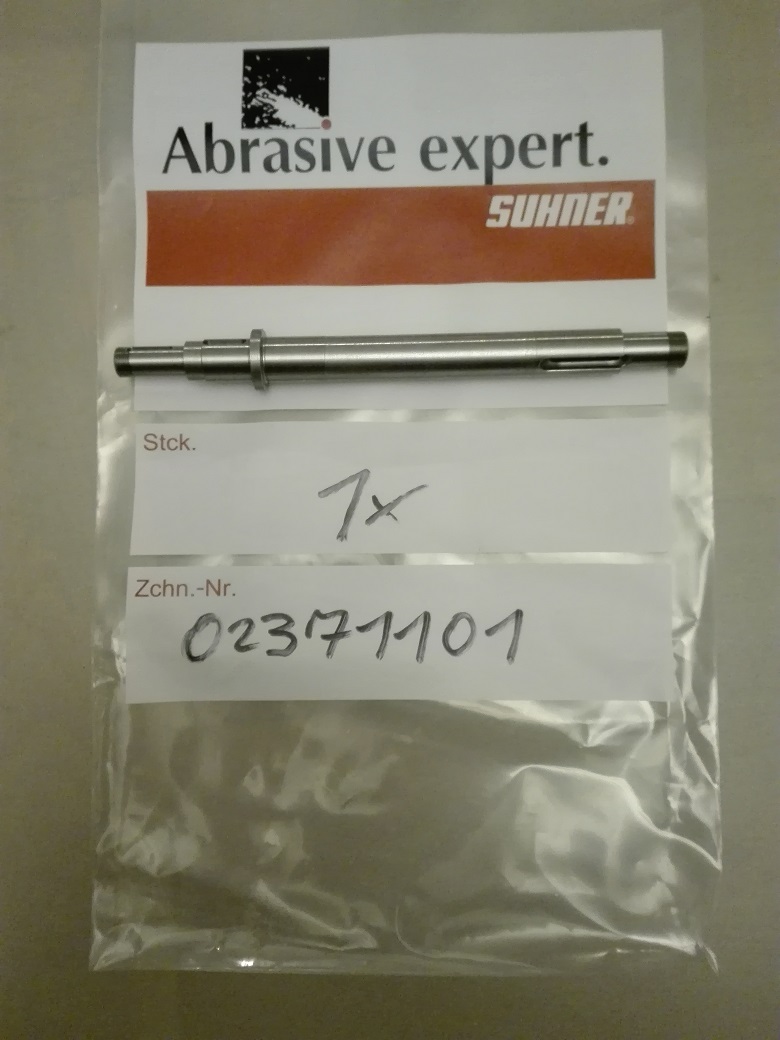 Abrasive expert.
SUHNER®
Stck.
1x
Zchn.-Nr.
02371101